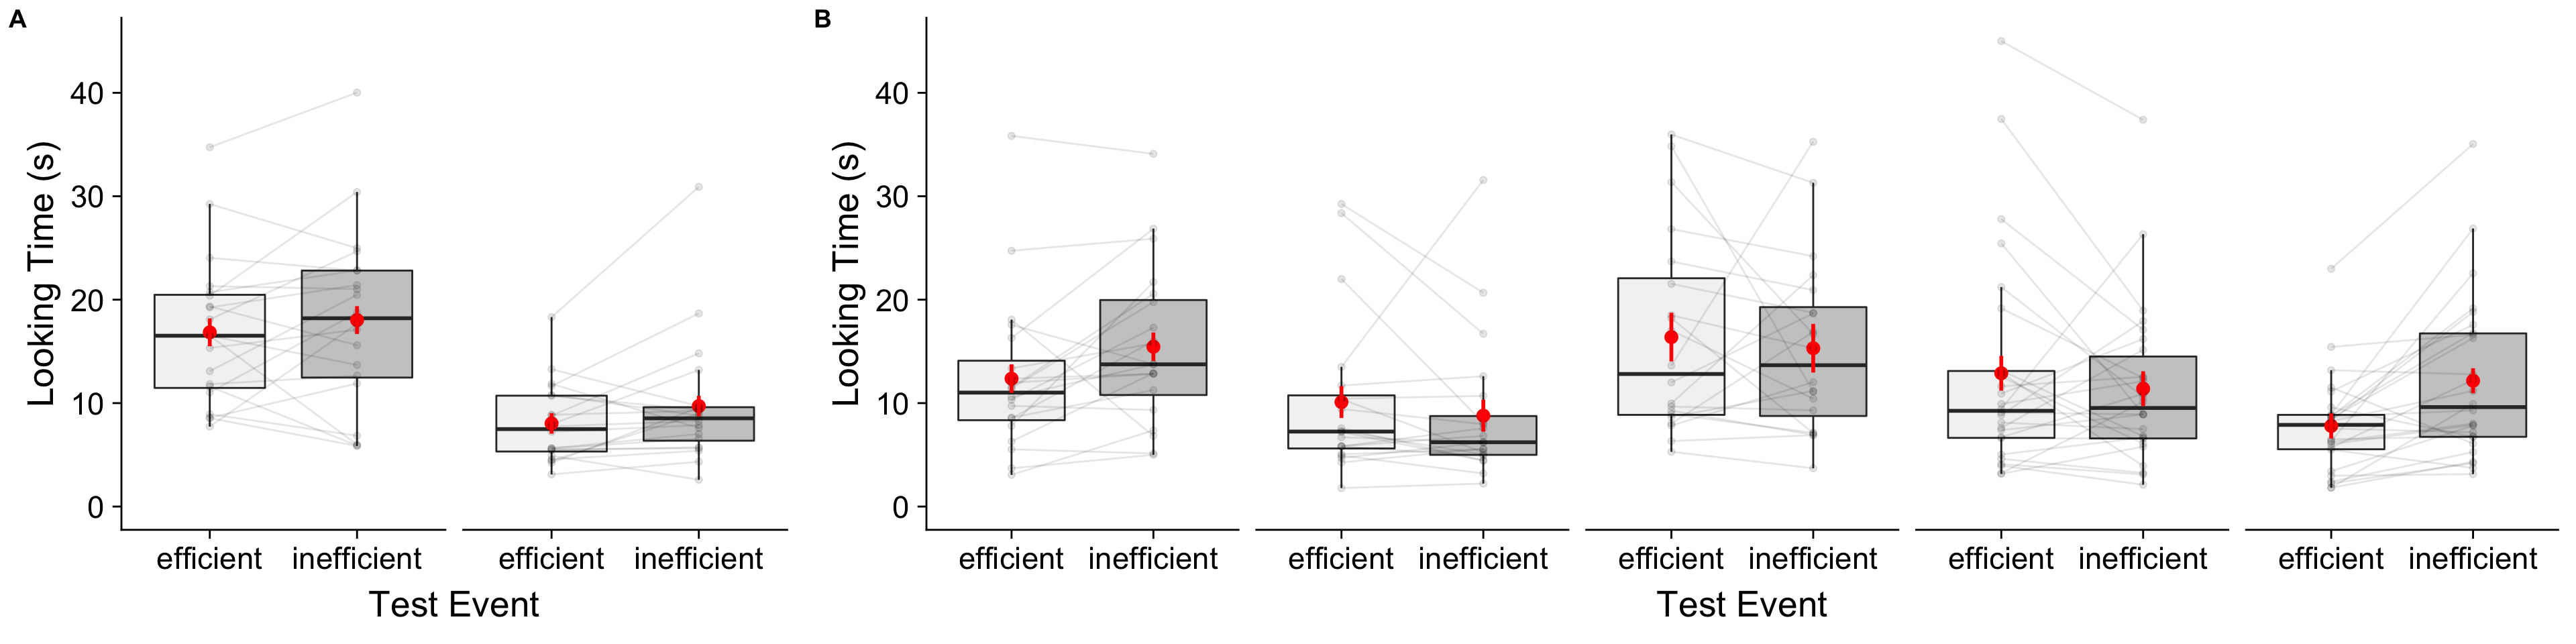 A
Looking Time (s)
40
30
20
10
0
efficient inefficient efficient inefficient
Test Event
B
Looking Time (s)
40
30
20
10
0
efficient inefficient efficient inefficient efficient inefficient efficient inefficient efficient inefficient
Test Event